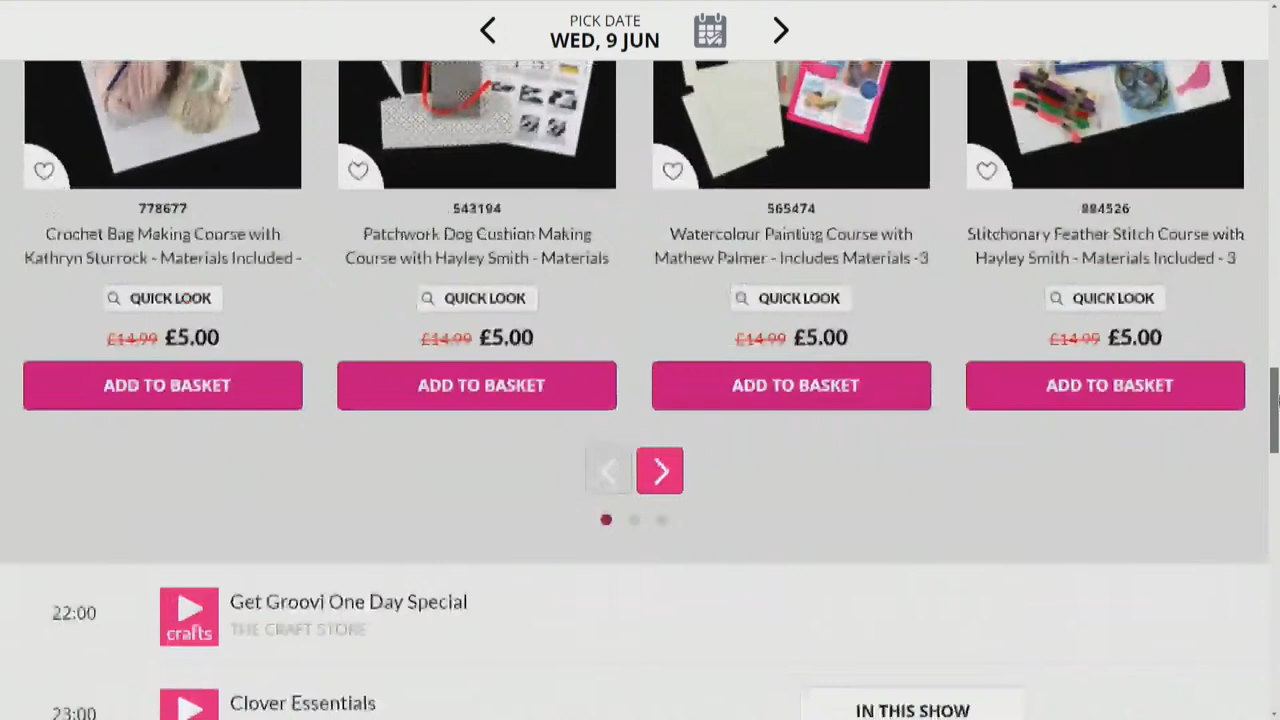 PICK DATE
WED, 9 JUN
778677
543194
565474
884526
Crochet Bag Making Course with
Kathryn Sturrock - Materials Included -
Patchwork Dog Cushion Making
Course with Hayley Smith - Materials
Watercolour Painting Course with
Mathew Palmer - Includes Materials -3
Stitchonary Feather Stitch Course with
Hayley Smith - Materials Included - 3
QUICK LOOK
QUICK LOOK
QUICK LOOK
QUICK LOOK
£14.99 £5.00
£14.99 £5.00
£14.99 £5.00
£14.99 £5.00
ADD TO BASKET
ADD TO BASKET
ADD TO BASKET
ADD TO BASKET
22:00
crafts
Get Groovi One Day Special
THE CRAFT STORE
23:00
Clover Essentials
IN THIS SHOW